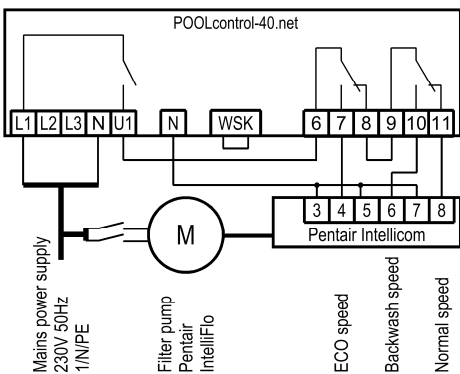 POOLcontrol-40.net
L1 L2 L3 N U1 N WSK 6 7 8 9 10 11
3 4 5 6 7 8
Pentair Intellicom
M
Mains power supply
230V 50Hz
1/N/PE
Filter pump
Pentair
IntelliFlo
ECO speed
Backwash speed
Normal speed